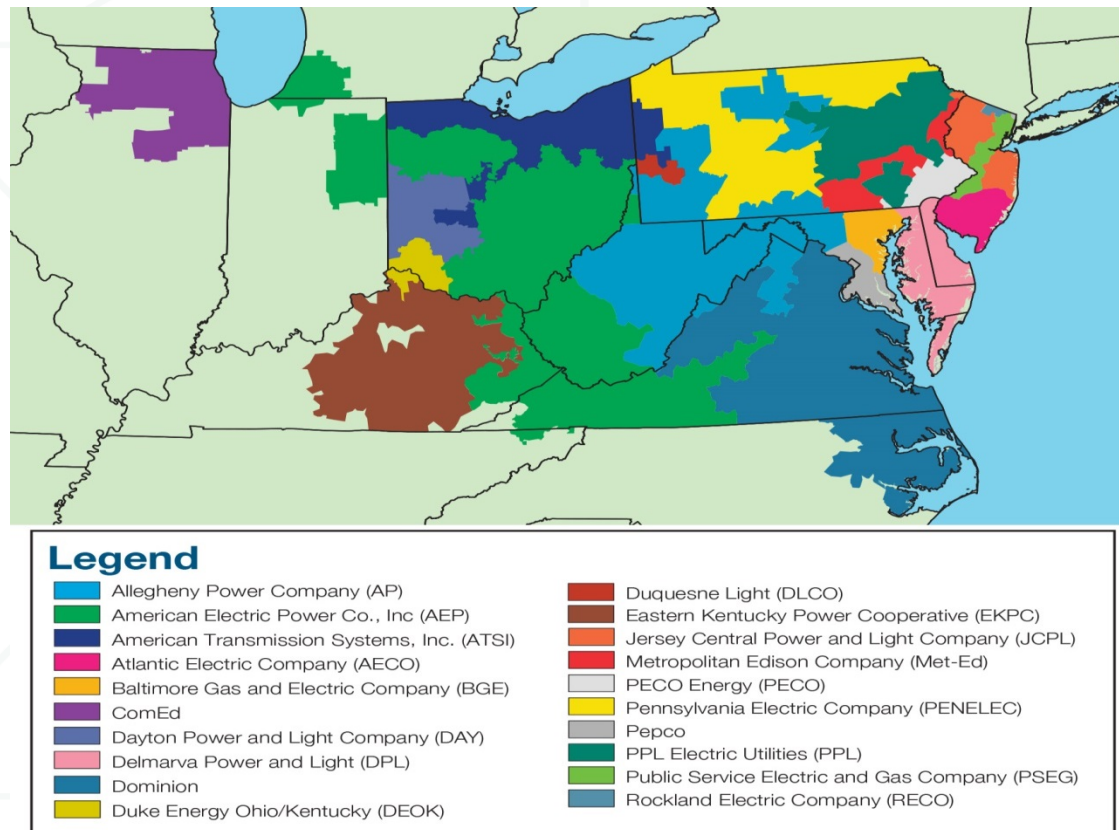 Legend
Allegheny Power Company (AP)
American Electric Power Co., Inc (AEP)
American Transmission Systems, Inc. (ATSI)
Atlantic Electric Company (AECO)
Baltimore Gas and Electric Company (BGE)
ComEd
Dayton Power and Light Company (DAY)
Delmarva Power and Light (DPL)
Dominion
Duke Energy Ohio/Kentucky (DEOK)
Duquesne Light (DLCO)
Eastern Kentucky Power Cooperative (EKPC)
Jersey Central Power and Light Company (JCPL)
Metropolitan Edison Company (Met-Ed)
PECO Energy (PECO)
Pennsylvania Electric Company (PENELEC)
Pepco
PPL Electric Utilities (PPL)
Public Service Electric and Gas Company (PSEG)
Rockland Electric Company (RECO)